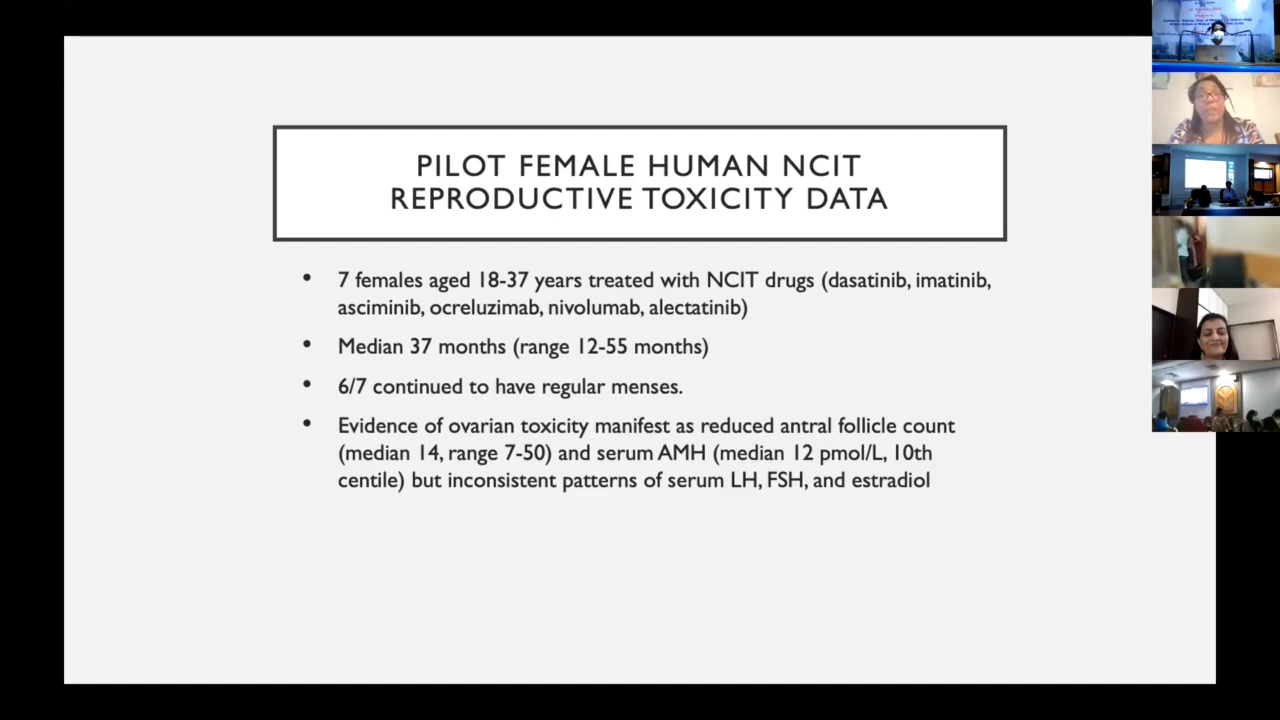 PILOT FEMALE HUMAN NCIT
REPRODUCTIVE TOXICITY DATA
• 7 females aged 18-37 years treated with NCIT drugs (dasatinib, imatinib,
asciminib, ocreluzimab, nivolumab, alectatinib)
• Median 37 months (range 12-55 months)
• 6/7 continued to have regular menses.
• Evidence of ovarian toxicity manifest as reduced antral follicle count
(median 14, range 7-50) and serum AMH (median 12 pmol/L, 10th
centile) but inconsistent patterns of serum LH, FSH, and estradiol